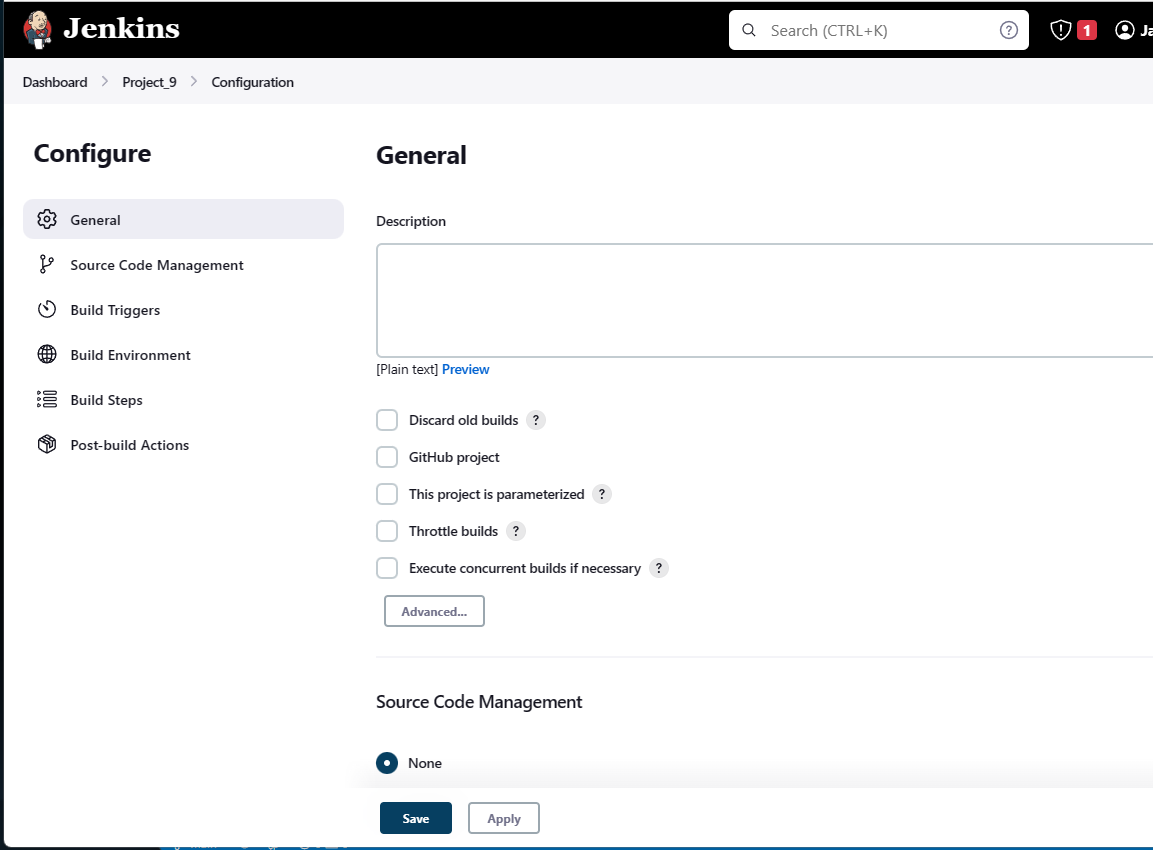 Jenkins
Search (CTRL+K)
?
1
Ja
Dashboard > Project_9 > Configuration
Configure
General
Source Code Management
Build Triggers
Build Environment
Build Steps
Post-build Actions
General
Description
[Plain text] Preview
Discard old builds ?
GitHub project
This project is parameterized ?
Throttle builds ?
Execute concurrent builds if necessary ?
Advanced...
Source Code Management
None
Save
Apply